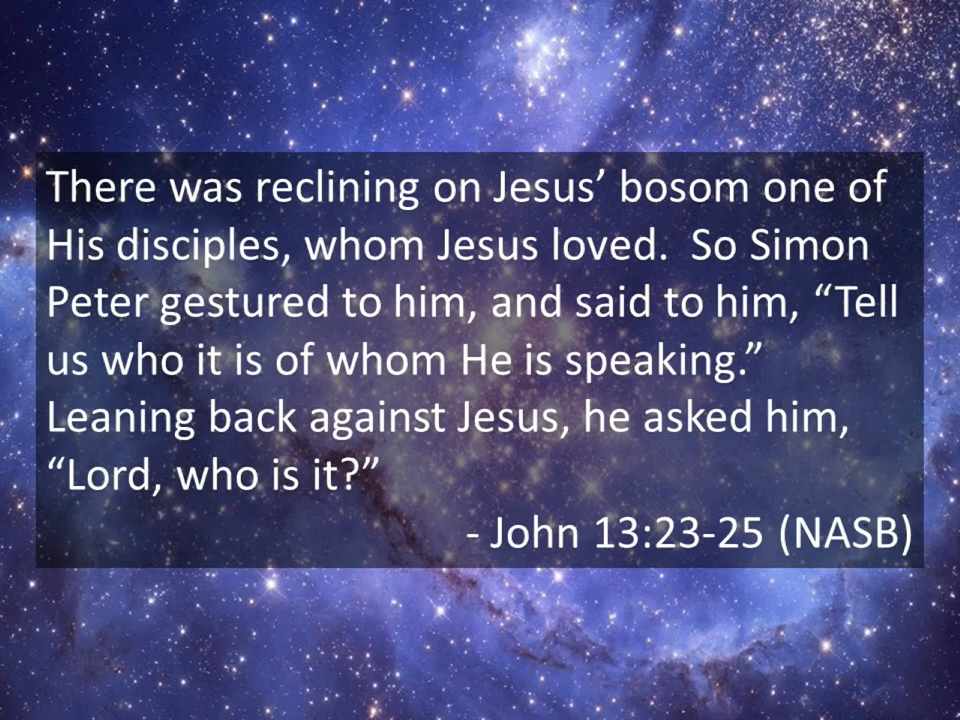 There was reclining on Jesus’ bosom one of
His disciples, whom Jesus loved.  So Simon
Peter gestured to him, and said to him, “Tell
us who it is of whom He is speaking.”
Leaning back against Jesus, he asked him,
“Lord, who is it?”
- John 13:23-25 (NASB)